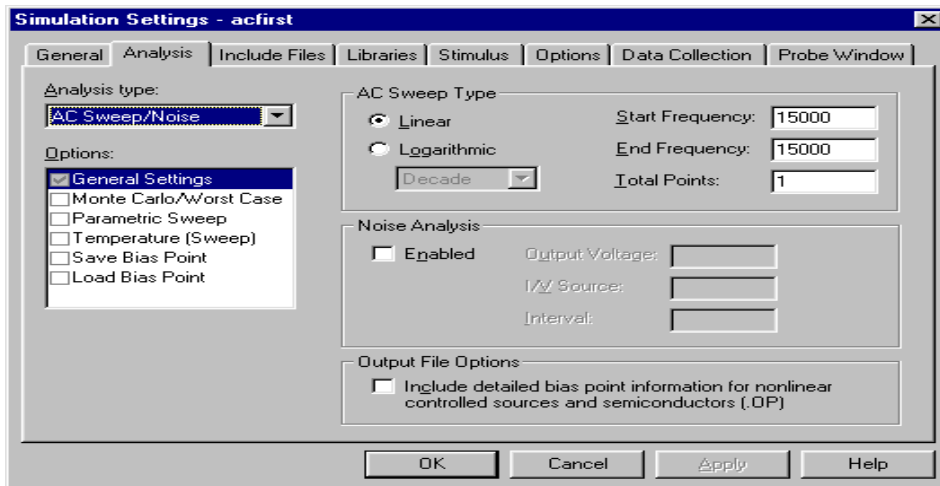 Simulation Settings - acfirst
General
Analysis
Include Files
Libraries
Stimulus
Options
Data Collection
Probe Window
Analysis type:
AC Sweep/Noise
Options:
General Settings
Monte Carlo/Worst Case
Parametric Sweep
Temperature (Sweep)
Save Bias Point
Load Bias Point
AC Sweep Type
Linear
Logarithmic
Decade
Start Frequency: 15000
End Frequency: 15000
Total Points: 1
Noise Analysis
Enabled
Output Voltage:
I/V Source:
Interval:
Output File Options
Include detailed bias point information for nonlinear
controlled sources and semiconductors (.OP)
OK
Cancel
Apply
Help